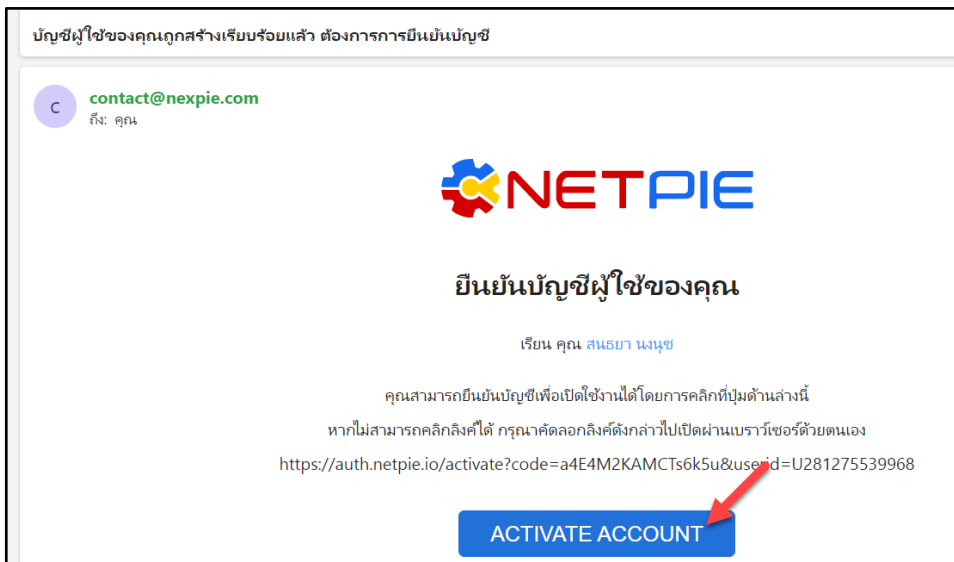 บัญชีผู้ใช้ของคุณถูกสร้างเรียบร้อยแล้ว ต้องการการยืนยันบัญชี
C
contact@nexpie.com
ถึง: คุณ
NETPIE
ยืนยันบัญชีผู้ใช้ของคุณ
เรียน คุณ สนธยา นงนุช
คุณสามารถยืนยันบัญชีเพื่อเปิดใช้งานได้โดยการคลิกที่ปุ่มด้านล่างนี้
หากไม่สามารถคลิกลิงค์ได้ กรุณาคัดลอกลิงค์ดังกล่าวไปเปิดผ่านเบราว์เซอร์ด้วยตนเอง
https://auth.netpie.io/activate?code=a4E4M2KAMCTs6k5u&userid=U281275539968
ACTIVATE ACCOUNT